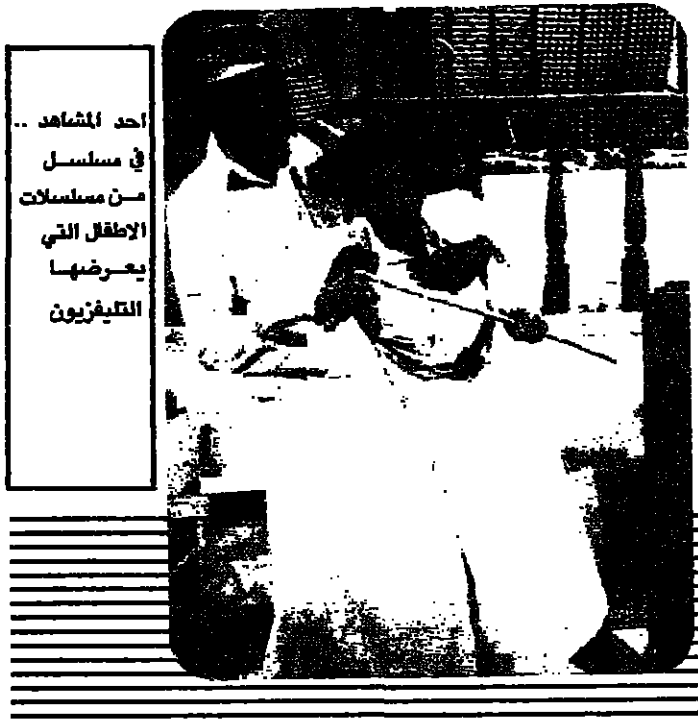 احد المشاهد ..
في مسلسل
من مسلسلات
الاطفال التي
يعرضها
التليفزيون